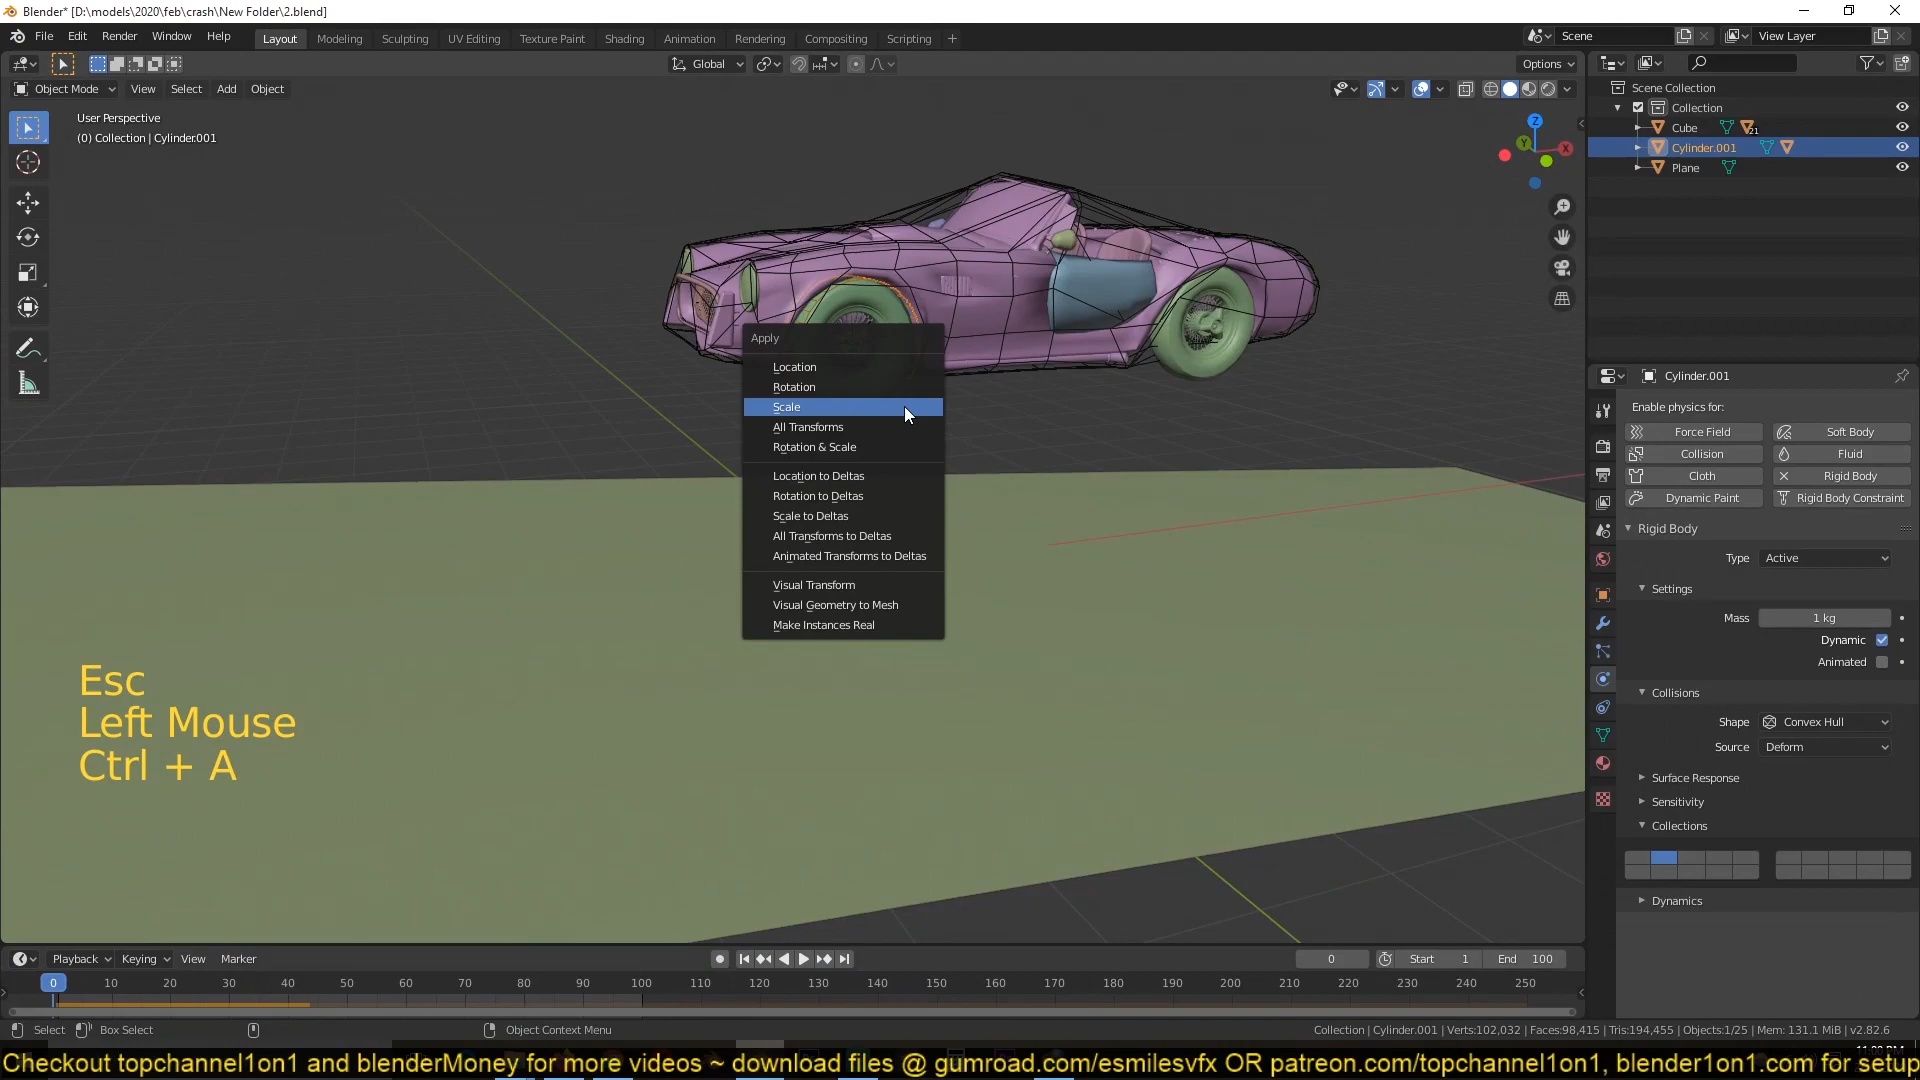 Blender* [D:\models\2020\feb\crash\New Folder\2.blend]
File Edit Render Window Help Layout Modeling Sculpting UV Editing Texture Paint Shading Animation Rendering Compositing Scripting + Scene View Layer
Global Options
Object Mode View Select Add Object
User Perspective
(0) Collection | Cylinder.001
Z
Y
X
Scene Collection
Collection
Cube 21
Cylinder.001
Plane
Apply
Location
Rotation
Scale
All Transforms
Rotation & Scale
Location to Deltas
Rotation to Deltas
Scale to Deltas
All Transforms to Deltas
Animated Transforms to Deltas
Visual Transform
Visual Geometry to Mesh
Make Instances Real
Cylinder.001
Enable physics for:
Force Field Soft Body
Collision Fluid
Cloth Rigid Body
Dynamic Paint Rigid Body Constraint
Rigid Body
Type Active
Settings
Mass 1 kg
Dynamic
Animated
Collisions
Shape Convex Hull
Source Deform
Surface Response
Sensitivity
Collections
Dynamics
Esc
Left Mouse
Ctrl + A
Playback Keying View Marker 0 Start 1 End 100
0 10 20 30 40 50 60 70 80 90 100 110 120 130 140 150 160 170 180 190 200 210 220 230 240 250
Select Box Select Object Context Menu Collection | Cylinder.001 | Verts:102,032 | Faces:98,415 | Tris:194,455 | Objects:1/25 | Mem: 131.1 MiB | v2.82.6
Checkout topchannel1on1 and blenderMoney for more videos ~ download files @ gumroad.com/esmilesvfx OR patreon.com/topchannel1on1, blender1on1.com for setup